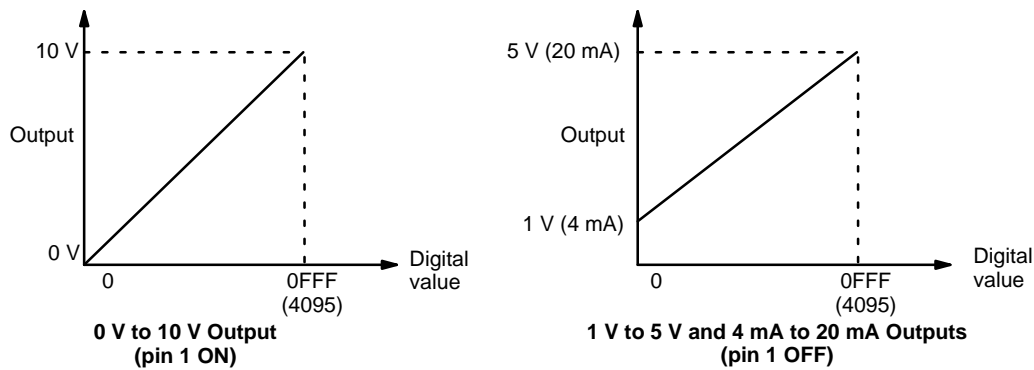 10 V
Output
0 V
0
0FFF
(4095)
Digital
value
0 V to 10 V Output
(pin 1 ON)
5 V (20 mA)
Output
1 V (4 mA)
0
0FFF
(4095)
Digital
value
1 V to 5 V and 4 mA to 20 mA Outputs
(pin 1 OFF)